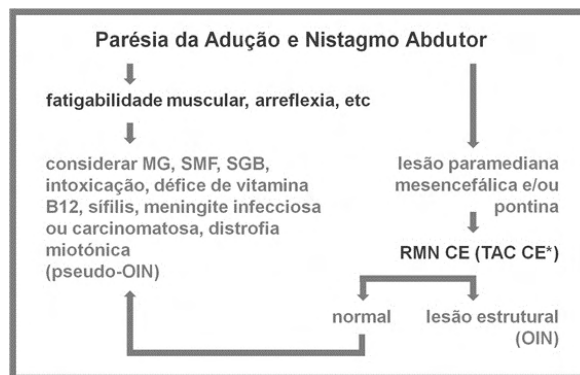 Parésia da Adução e Nistagmo Abdutor
fatigabilidade muscular, arreflexia, etc
considerar MG, SMF, SGB,
intoxicação, défice de vitamina
B12, sífilis, meningite infecciosa
ou carcinomatosa, distrofia
miotónica
(pseudo-OIN)
lesão paramediana
mesencefálica e/ou
pontina
RMN CE (TAC CE*)
normal
lesão estrutural
(OIN)